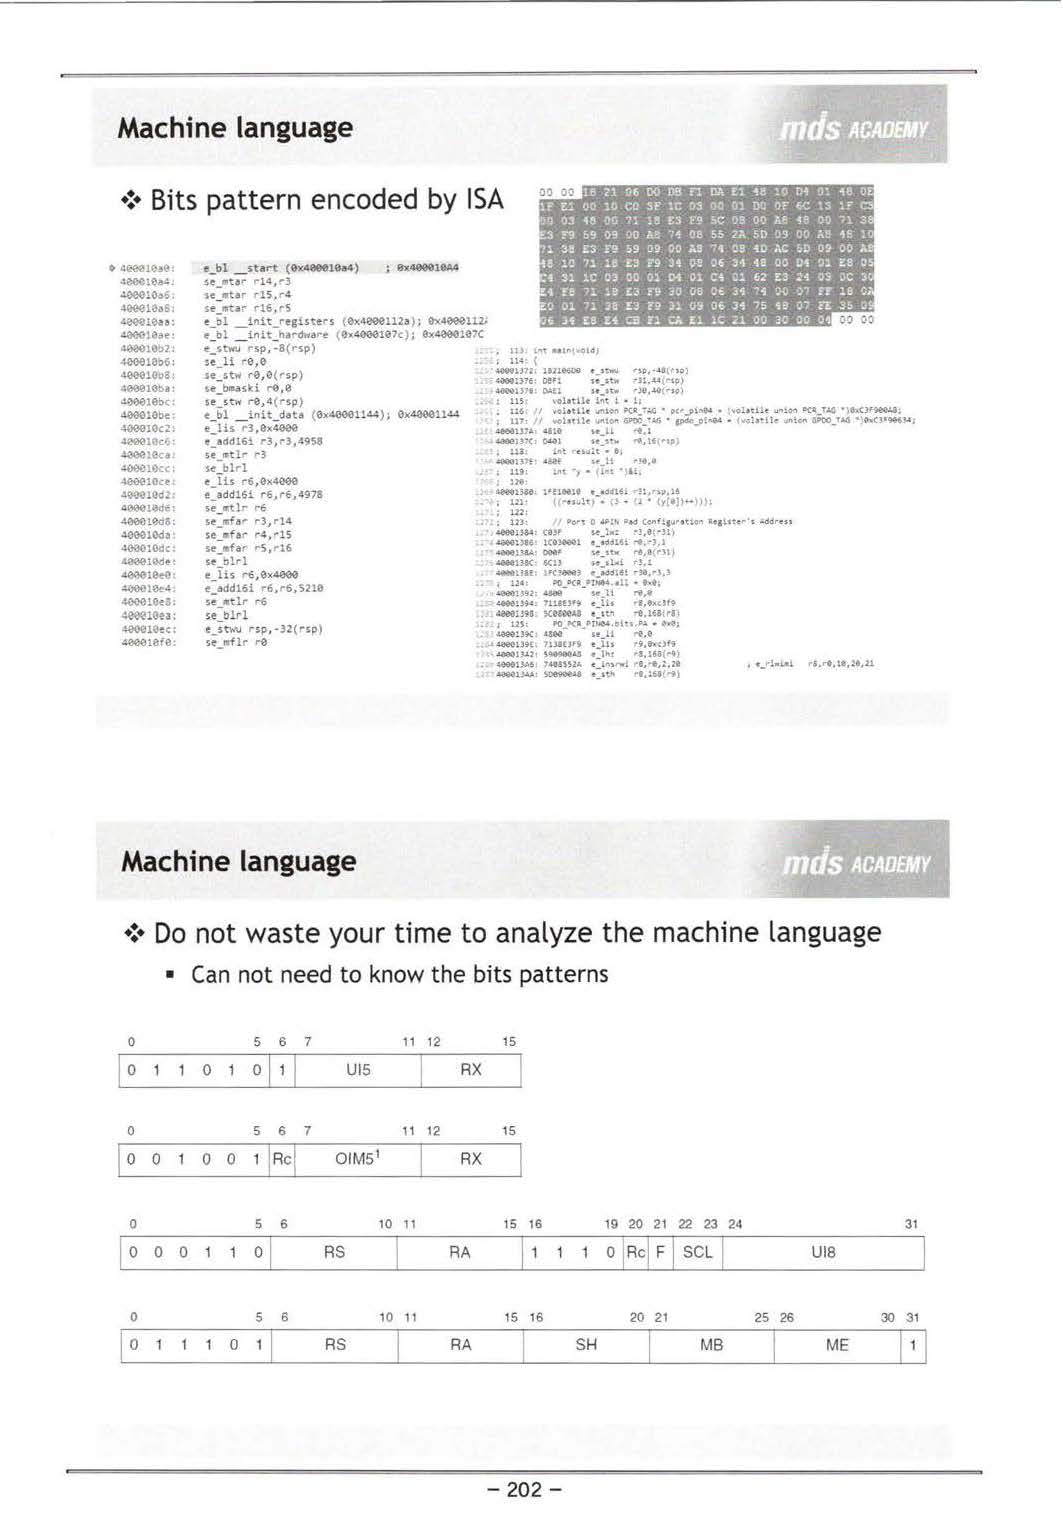 Machine language
mds ACADEMY
❖ Bits pattern encoded by ISA
00 00 18 21 06 D0 DB F1 DA E1 48 10 D4 01 48 0E
1F E1 00 10 C0 3F 1C 03 00 01 D0 0F 6C 13 1F C3
00 03 48 00 71 18 E3 F9 5C 08 00 A8 48 00 71 38
E3 F9 59 09 00 A8 74 08 55 2A 5D 09 00 A8 48 10
71 38 E3 F9 59 09 00 A8 74 08 4D AC 5D 09 00 A8
48 10 71 18 E3 F9 34 08 06 34 48 00 D4 01 E8 05
C4 31 1C 03 00 01 D4 01 C4 01 62 E3 24 03 0C 30
E4 F8 71 18 E3 F9 30 08 06 34 74 00 07 FF 18 0A
E0 01 71 38 E3 F9 31 09 06 34 75 48 07 FE 35 09
06 34 E8 E4 CB F1 CA E1 1C 21 00 30 00 04 00 00
400010a0: e_bl __start (0x400010a4) ; 0x400010A4
400010a4: se_mtar r14,r3
400010a6: se_mtar r15,r4
400010a8: se_mtar r16,r5
400010aa: e_bl __init_registers (0x4000112a); 0x4000112
400010ae: e_bl __init_hardware (0x4000107c); 0x4000107C
400010b2: e_stwu rsp,-8(rsp)
400010b6: se_li r0,0
400010b8: se_stw r0,0(rsp)
400010ba: se_bmaski r0,0
400010bc: se_stw r0,4(rsp)
400010be: e_bl __init_data (0x40001144); 0x40001144
400010c2: e_lis r3,0x4000
400010c6: e_add16i r3,r3,4958
400010ca: se_mtlr r3
400010cc: se_blrl
400010ce: e_lis r6,0x4000
400010d2: e_add16i r6,r6,4978
400010d6: se_mtlr r6
400010d8: se_mfar r3,r14
400010da: se_mfar r4,r15
400010dc: se_mfar r5,r16
400010de: se_blrl
400010e0: e_lis r6,0x4000
400010e4: e_add16i r6,r6,5210
400010e8: se_mtlr r6
400010ea: se_blrl
400010ec: e_stwu rsp,-32(rsp)
400010f0: se_mflr r0
; 113: int main(void)
; 114: {
40001372: 182106D0 e_stwu rsp,-48(rsp)
40001376: DBF1 se_stw r31,44(rsp)
40001378: DAE1 se_stw r30,40(rsp)
; 115: volatile int i = 1;
; 116: // volatile union PCR_TAG * pcr_pin04 = (volatile union PCR_TAG *)0xC3F900A8;
; 117: // volatile union GPDO_TAG * gpdo_pin04 = (volatile union GPDO_TAG *)0xC3F90634;
4000137A: 4810 se_li r0,1
4000137C: D401 se_stw r0,16(rsp)
; 118: int result = 0;
4000137E: 480E se_li r30,0
; 119: int *y = (int *)&i;
; 120:
40001380: 1FE10010 e_add16i r31,rsp,16
; 121: ((result) + (3 + (2 * (y[0])++)));
; 122:
; 123: // Port D 4PIN Pad Configuration Register's Address
40001384: C03F se_lwz r3,0(r31)
40001386: 1C030001 e_add16i r0,r3,1
4000138A: D00F se_stw r0,0(r31)
4000138C: 6C13 se_slwi r3,1
4000138E: 1FC30003 e_add16i r30,r3,3
; 124: PD_PCR_PIN04.all = 0x0;
40001392: 4800 se_li r0,0
40001394: 7118E3F9 e_lis r8,0xc3f9
40001398: 5C0800A8 e_sth r0,168(r8)
; 125: PD_PCR_PIN04.bits.PA = 0x0;
4000139C: 4800 se_li r0,0
4000139E: 7138E3F9 e_lis r9,0xc3f9
400013A2: 590900A8 e_lhz r8,168(r9)
400013A6: 7408552A e_insrwi r8,r0,2,20 ; e_rlwimi r8,r0,10,20,21
400013AA: 5D0900A8 e_sth r8,168(r9)
Machine language
mds ACADEMY
❖ Do not waste your time to analyze the machine language
▪ Can not need to know the bits patterns
0 5 6 7 11 12 15
0 1 1 0 1 0 1 UI5 RX
0 5 6 7 11 12 15
0 0 1 0 0 1 Rc OIM5¹ RX
0 5 6 10 11 15 16 19 20 21 22 23 24 31
0 0 0 1 1 0 RS RA 1 1 1 0 Rc F SCL UI8
0 5 6 10 11 15 16 20 21 25 26 30 31
0 1 1 1 0 1 RS RA SH MB ME 1
– 202 –